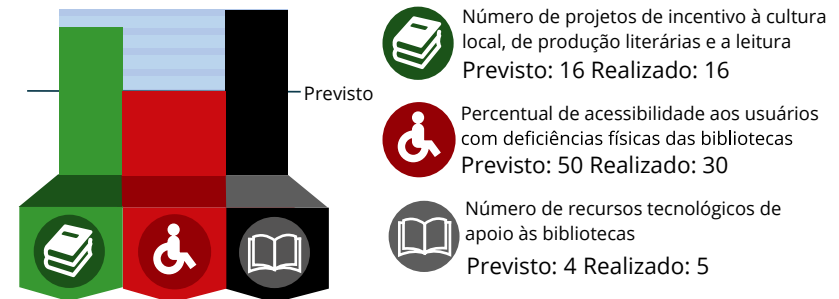 Previsto
Número de projetos de incentivo à cultura
local, de produção literárias e a leitura
Previsto: 16 Realizado: 16
Percentual de acessibilidade aos usuários
com deficiências físicas das bibliotecas
Previsto: 50 Realizado: 30
Número de recursos tecnológicos de
apoio às bibliotecas
Previsto: 4 Realizado: 5